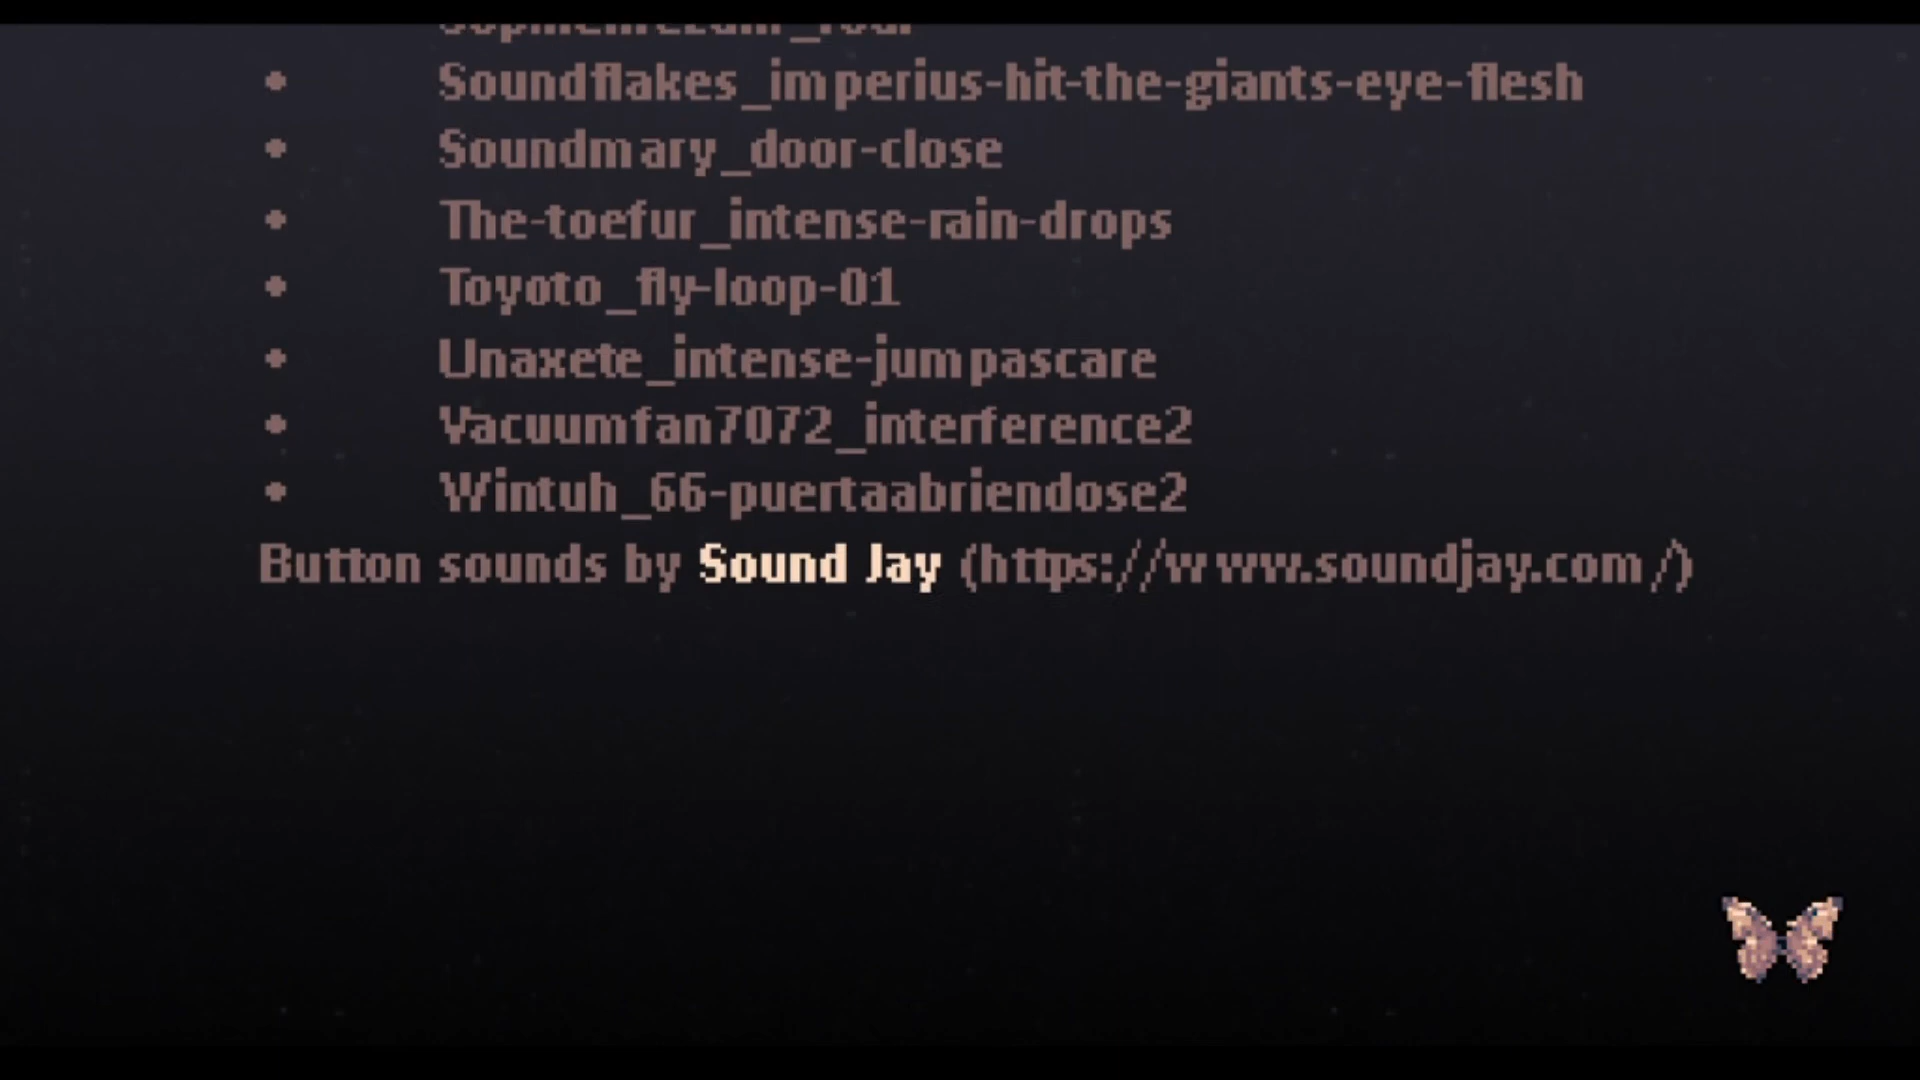 • Soundflakes_imperius-hit-the-giants-eye-flesh
• Soundmary_door-close
• The-toefur_intense-rain-drops
• Toyoto_fly-loop-01
• Unaxete_intense-jumpascare
• Vacuumfan7072_interference2
• Wintuh_66-puertaabriendose2
Button sounds by Sound Jay (https://www.soundjay.com/)